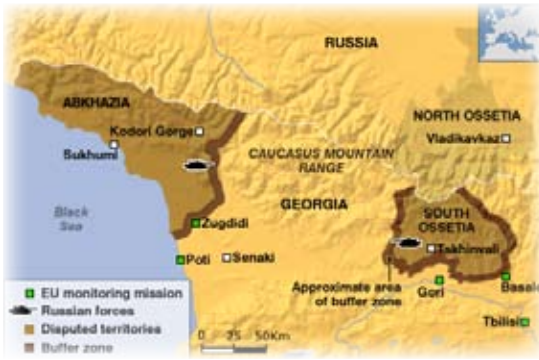 RUSSIA
ABKHAZIA
NORTH OSSETIA
Kodori Gorge
Vladikavkaz
Sukhumi
CAUCASUS MOUNTAIN
RANGE
GEORGIA
Black
Sea
Zugdidi
SOUTH
OSSETIA
Tskhinvali
Poti
Senaki
Approximate area
of buffer zone
Gori
Basal
Tbilisi
EU monitoring mission
Russian forces
Disputed territories
Buffer zone
0 25 50Km